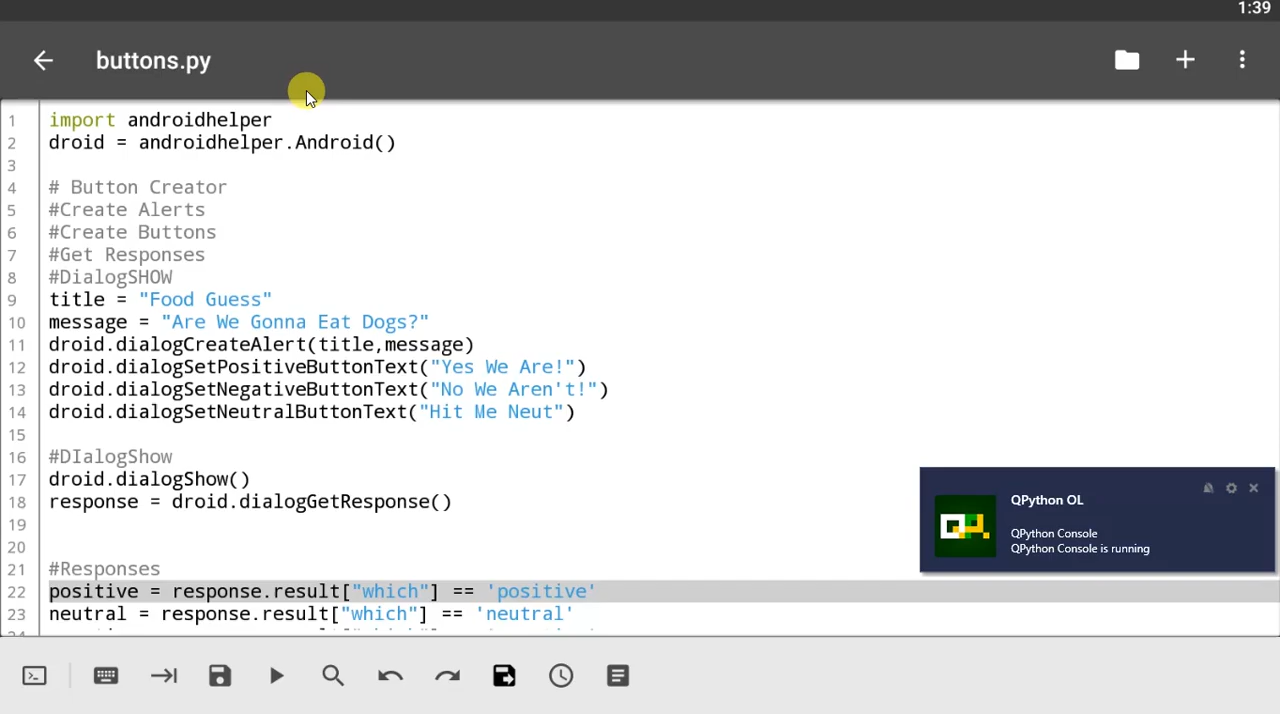 1:39
buttons.py
1 import androidhelper
2 droid = androidhelper.Android()
3
4 # Button Creator
5 #Create Alerts
6 #Create Buttons
7 #Get Responses
8 #DialogSHOW
9 title = "Food Guess"
10 message = "Are We Gonna Eat Dogs?"
11 droid.dialogCreateAlert(title,message)
12 droid.dialogSetPositiveButtonText("Yes We Are!")
13 droid.dialogSetNegativeButtonText("No We Aren't!")
14 droid.dialogSetNeutralButtonText("Hit Me Neut")
15
16 #DIalogShow
17 droid.dialogShow()
18 response = droid.dialogGetResponse()
19
20
21 #Responses
22 positive = response.result["which"] == 'positive'
23 neutral = response.result["which"] == 'neutral'
QPython OL
QPython Console
QPython Console is running